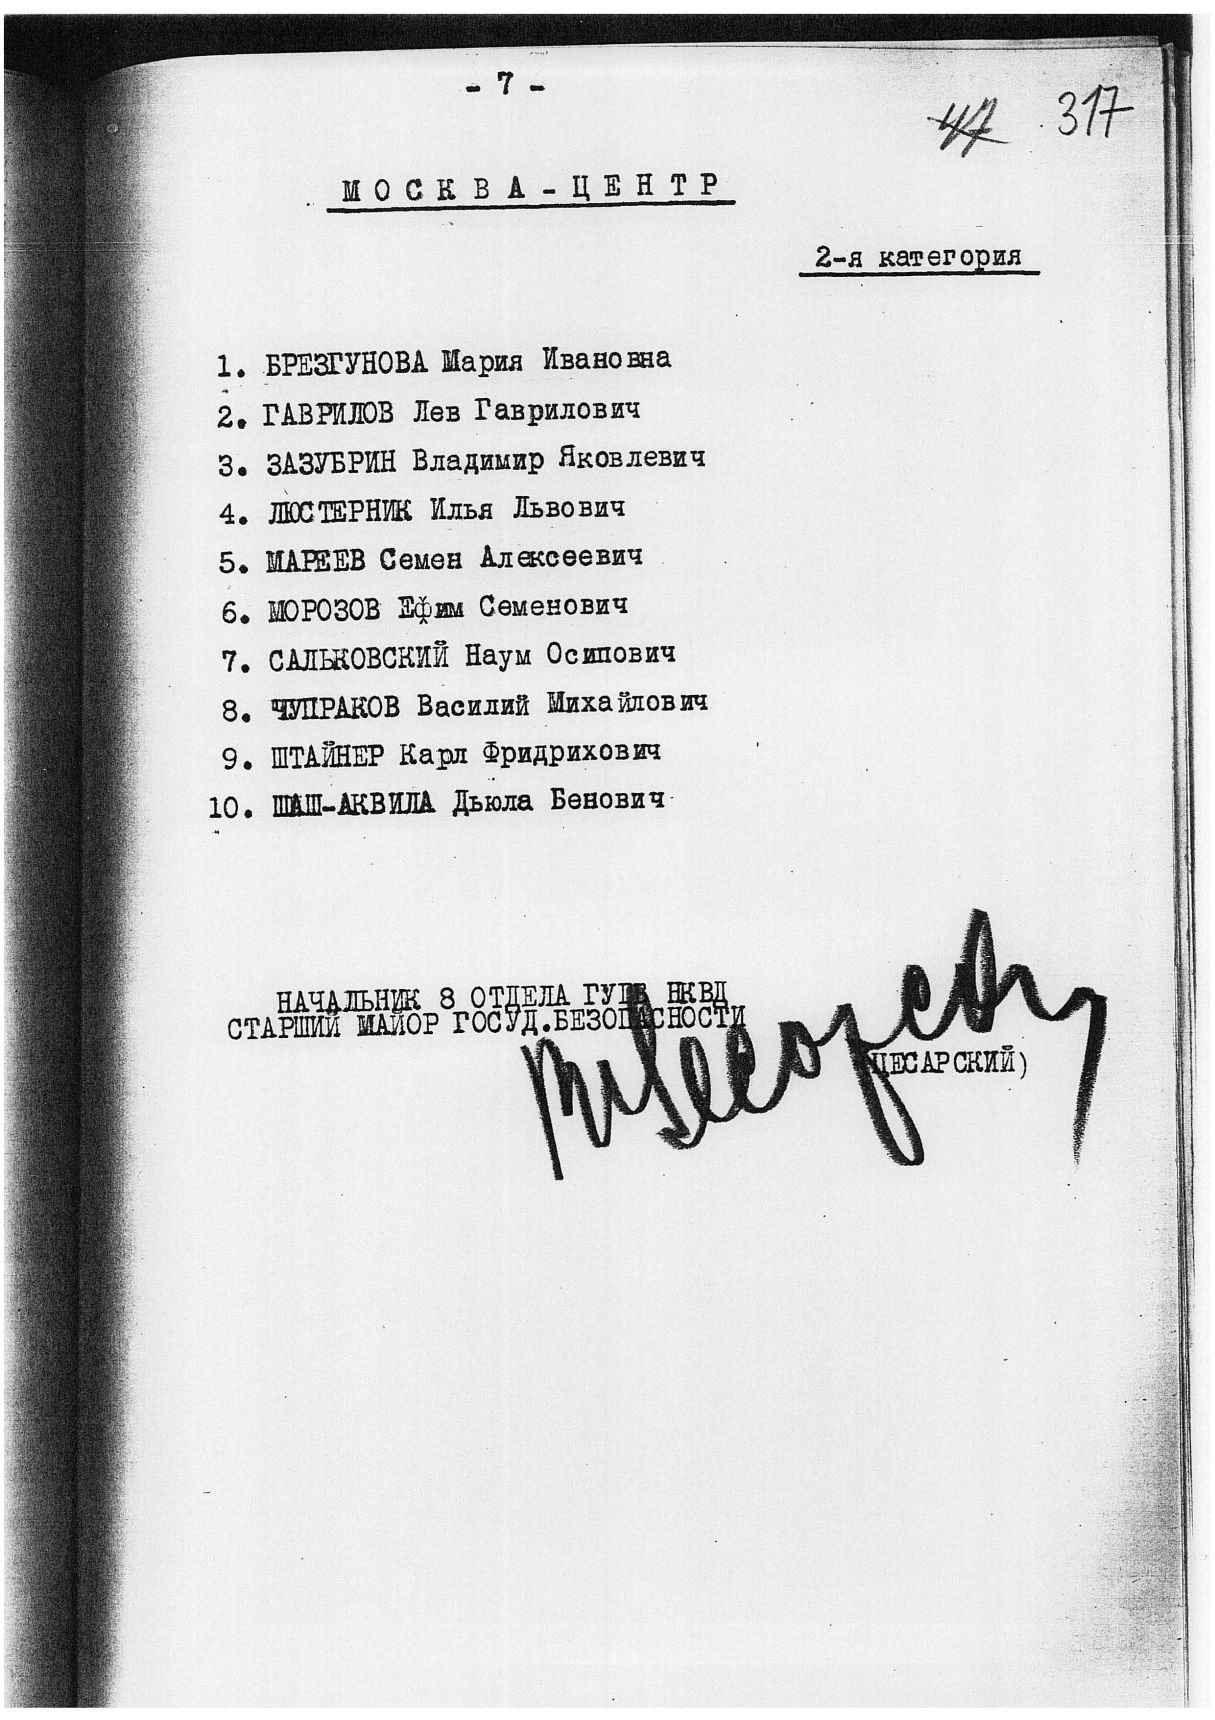 - 7 -
47 317
МОСКВА-ЦЕНТР
2-я категория
1. БРЕЗГУНОВА Мария Ивановна
2. ГАВРИЛОВ Лев Гаврилович
3. ЗАЗУБРИН Владимир Яковлевич
4. ЛЮСТЕРНИК Илья Львович
5. МАРЕЕВ Семен Алексеевич
6. МОРОЗОВ Ефим Семенович
7. САЛЬКОВСКИЙ Наум Осипович
8. ЧУПРАКОВ Василий Михайлович
9. ШТАЙНЕР Карл Фридрихович
10. ШАШ-АКВИЛА Дьюла Бенович
НАЧАЛЬНИК 8 ОТДЕЛА ГУГБ НКВД
СТАРШИЙ МАЙОР ГОСУД.БЕЗОПАСНОСТИ
(ЦЕСАРСКИЙ)